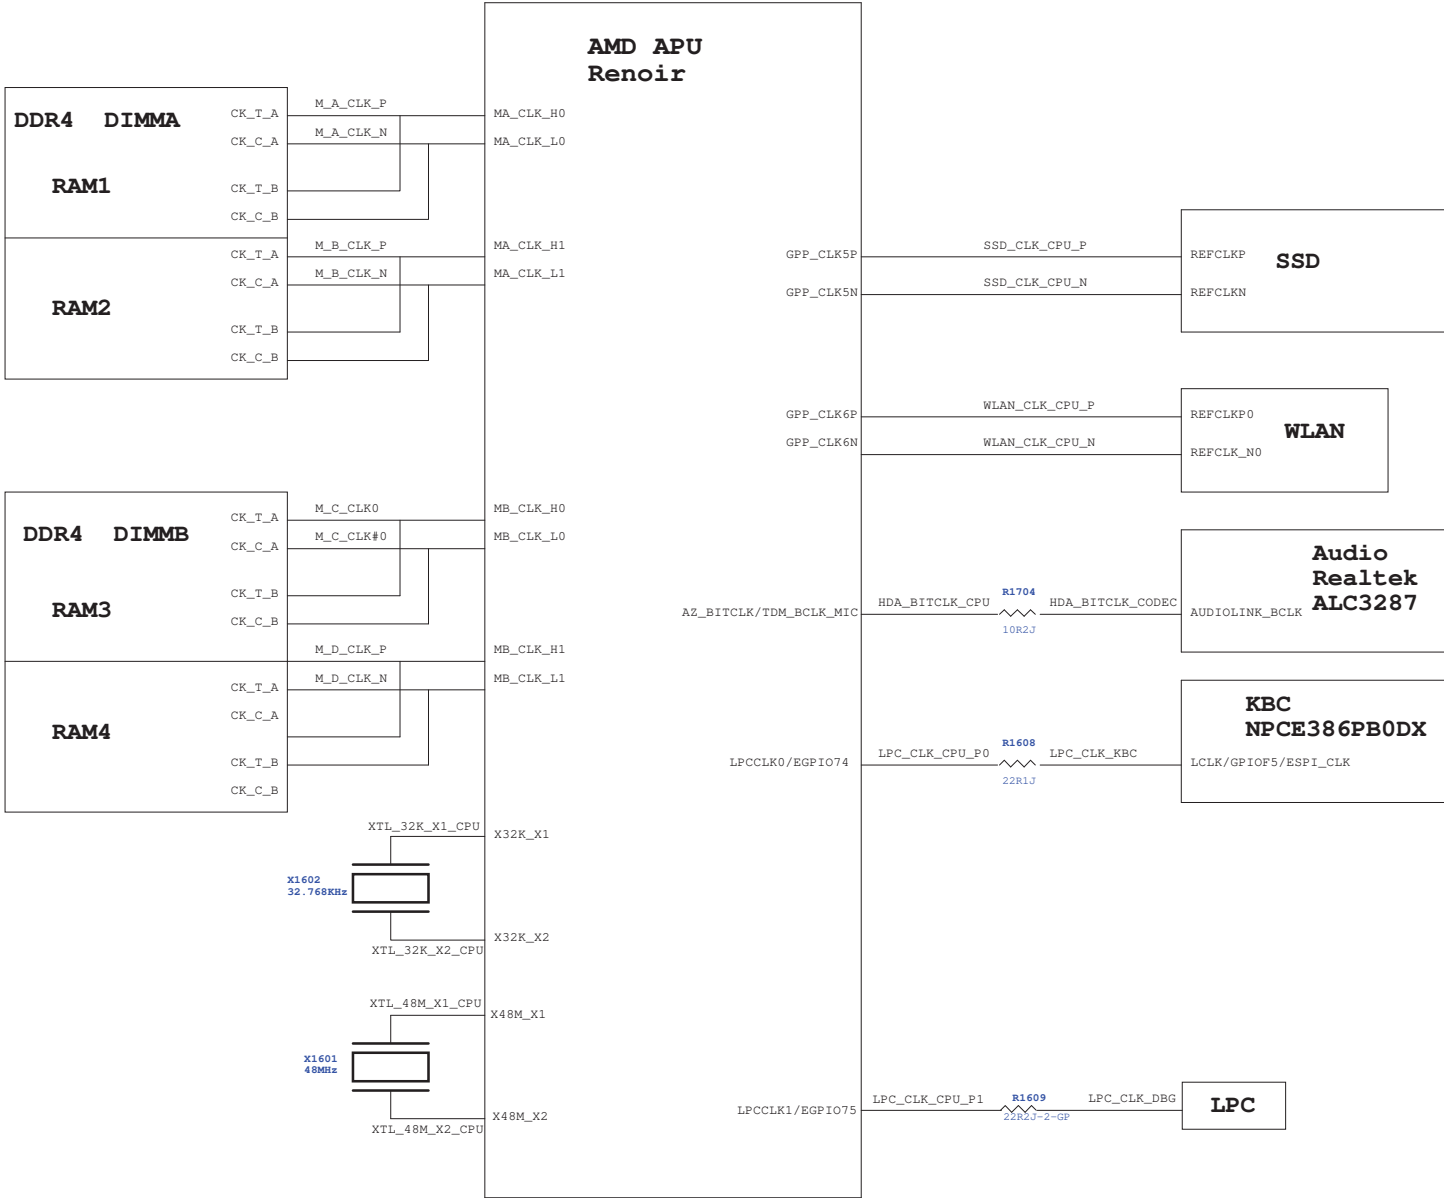 AMD APU
Renoir
DDR4 DIMMA
RAM1
CK_T_A
CK_C_A
CK_T_B
CK_C_B
M_A_CLK_P
M_A_CLK_N
MA_CLK_H0
MA_CLK_L0
RAM2
CK_T_A
CK_C_A
CK_T_B
CK_C_B
M_B_CLK_P
M_B_CLK_N
MA_CLK_H1
MA_CLK_L1
GPP_CLK5P
GPP_CLK5N
SSD_CLK_CPU_P
SSD_CLK_CPU_N
REFCLKP
REFCLKN
SSD
GPP_CLK6P
GPP_CLK6N
WLAN_CLK_CPU_P
WLAN_CLK_CPU_N
REFCLKP0
REFCLK_N0
WLAN
DDR4 DIMMB
RAM3
CK_T_A
CK_C_A
CK_T_B
CK_C_B
M_C_CLK0
M_C_CLK#0
MB_CLK_H0
MB_CLK_L0
RAM4
CK_T_A
CK_C_A
CK_T_B
CK_C_B
M_D_CLK_P
M_D_CLK_N
MB_CLK_H1
MB_CLK_L1
AZ_BITCLK/TDM_BCLK_MIC
HDA_BITCLK_CPU
R1704
10R2J
HDA_BITCLK_CODEC
AUDIOLINK_BCLK
Audio
Realtek
ALC3287
LPCCLK0/EGPIO74
LPC_CLK_CPU_P0
R1608
22R1J
LPC_CLK_KBC
KBC
NPCE386PB0DX
LCLK/GPIOF5/ESPI_CLK
XTL_32K_X1_CPU
X32K_X1
X1602
32.768KHz
XTL_32K_X2_CPU
X32K_X2
XTL_48M_X1_CPU
X48M_X1
X1601
48MHz
XTL_48M_X2_CPU
X48M_X2
LPCCLK1/EGPIO75
LPC_CLK_CPU_P1
R1609
22R2J-2-GP
LPC_CLK_DBG
LPC